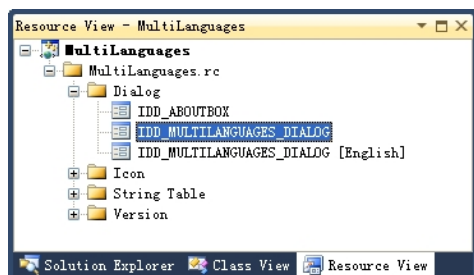 Resource View - MultiLanguages
MultiLanguages
MultiLanguages.rc
Dialog
IDD_ABOUTBOX
IDD_MULTILANGUAGES_DIALOG
IDD_MULTILANGUAGES_DIALOG [English]
Icon
String Table
Version
Solution Explorer Class View Resource View